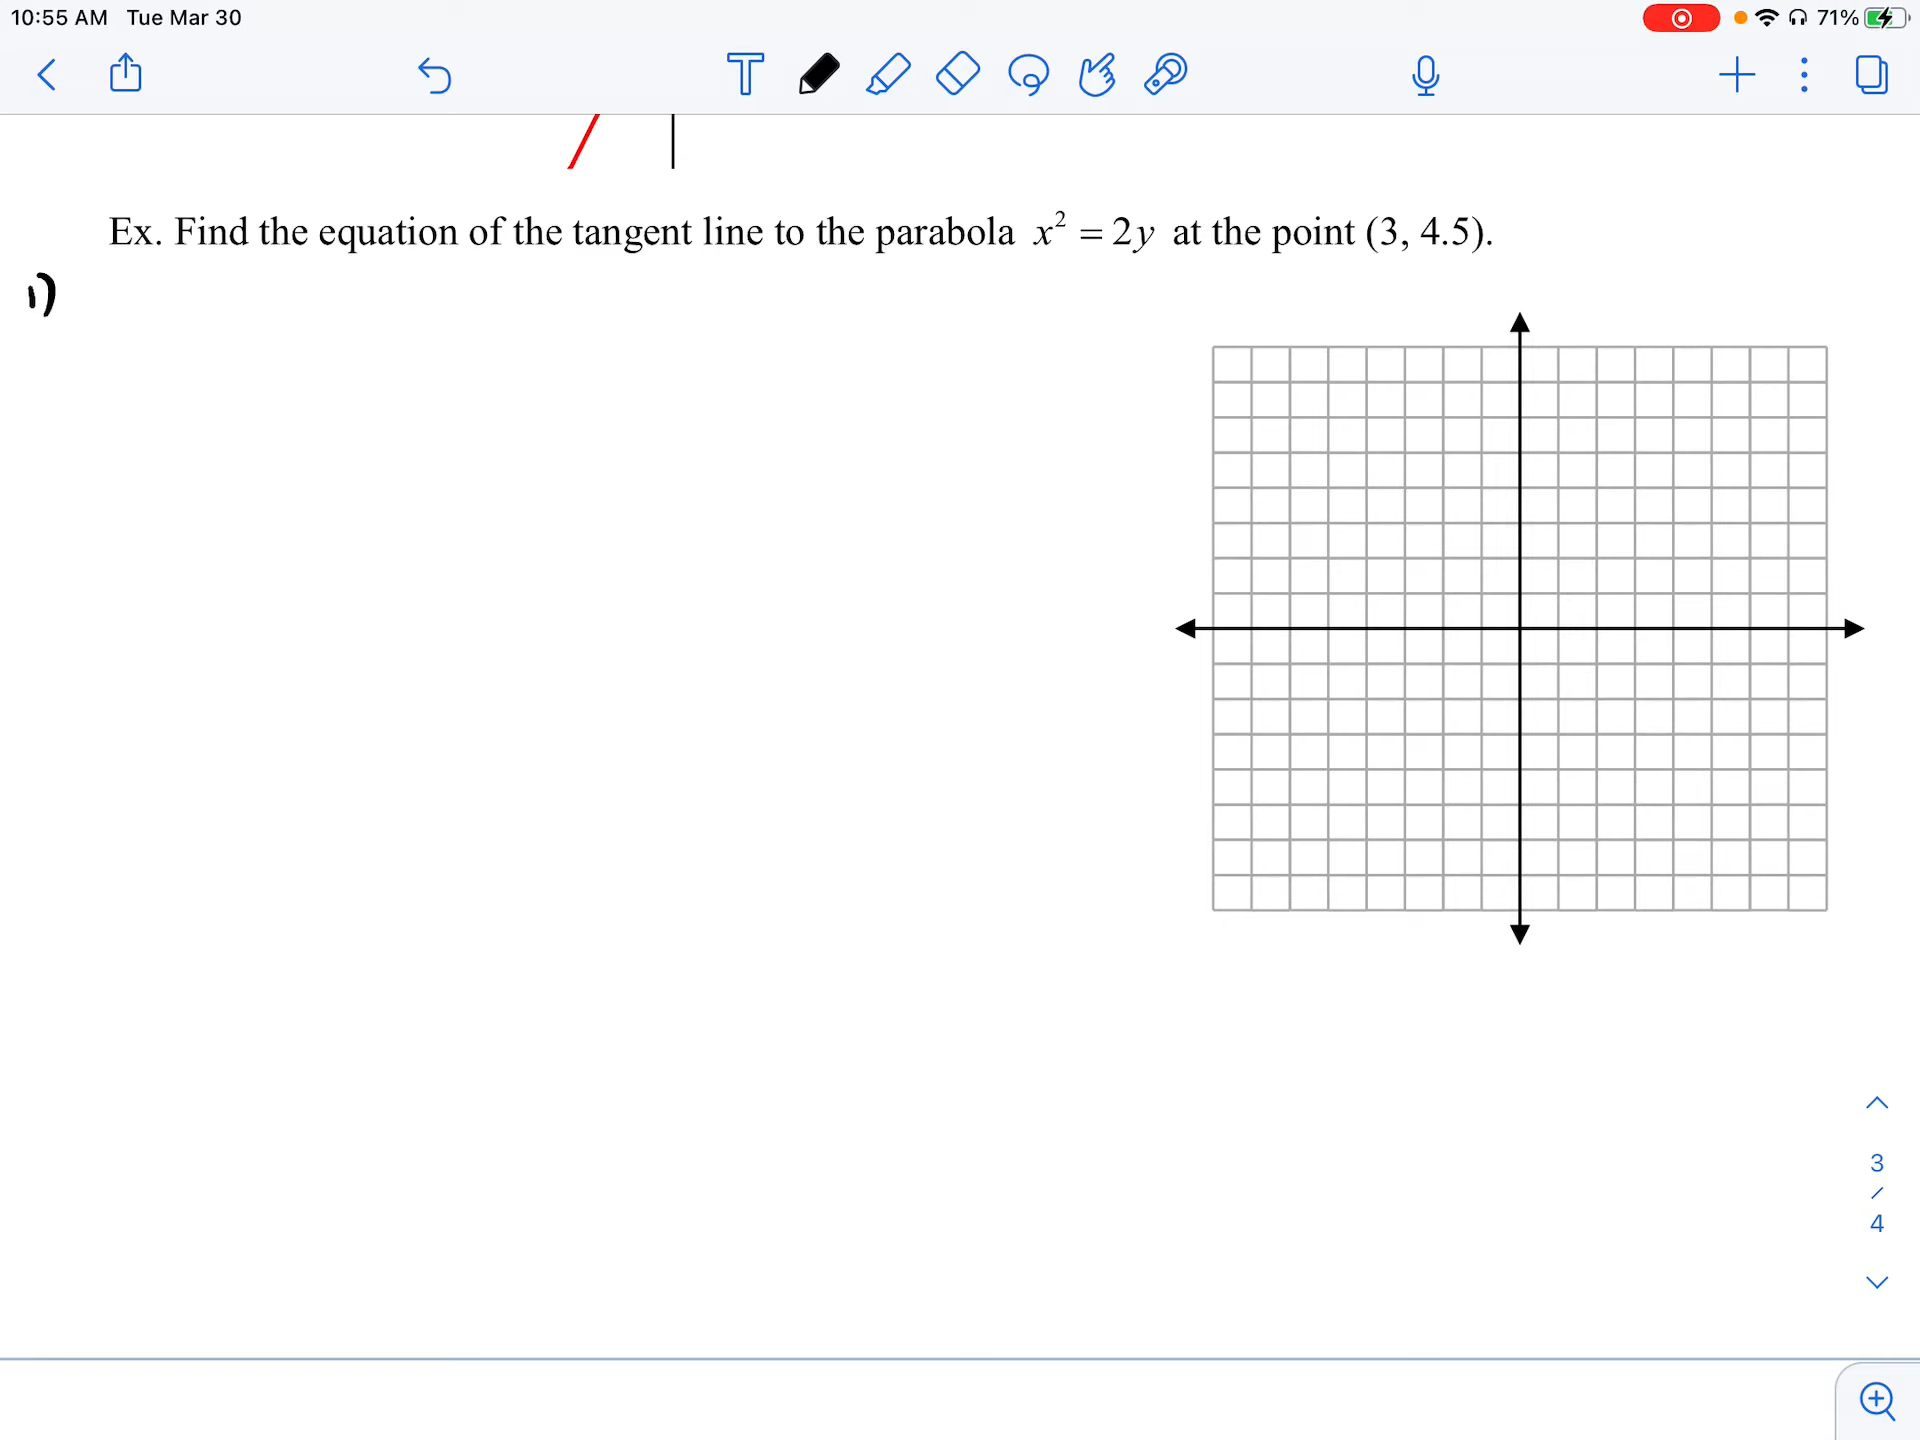 10:55 AM Tue Mar 30
71%
Ex. Find the equation of the tangent line to the parabola x² = 2y at the point (3, 4.5).
1)
3
/
4